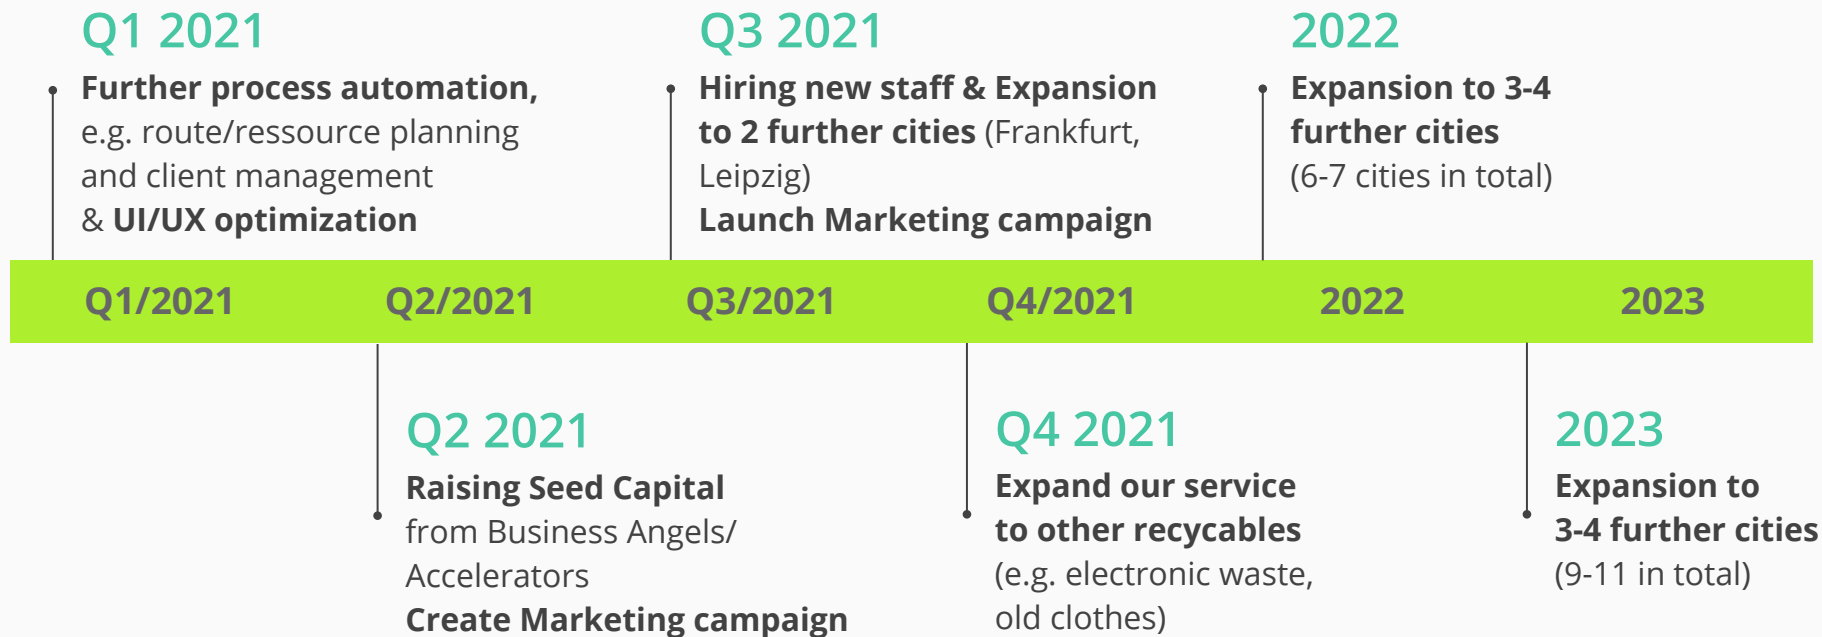 Q1 2021
Further process automation,
e.g. route/ressource planning
and client management
& UI/UX optimization
Q3 2021
Hiring new staff & Expansion
to 2 further cities (Frankfurt,
Leipzig)
Launch Marketing campaign
2022
Expansion to 3-4
further cities
(6-7 cities in total)
Q1/2021
Q2/2021
Q3/2021
Q4/2021
2022
2023
Q2 2021
Raising Seed Capital
from Business Angels/
Accelerators
Create Marketing campaign
Q4 2021
Expand our service
to other recycables
(e.g. electronic waste,
old clothes)
2023
Expansion to
3-4 further cities
(9-11 in total)